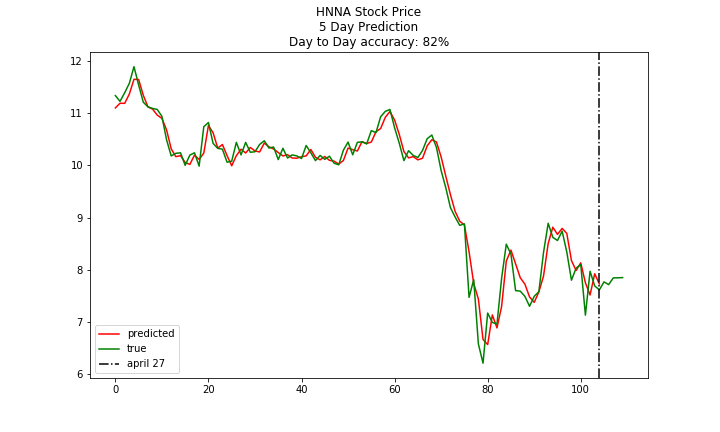 HNNA Stock Price
5 Day Prediction
Day to Day accuracy: 82%
12
11
10
9
8
7
6
predicted
true
april 27
0 20 40 60 80 100